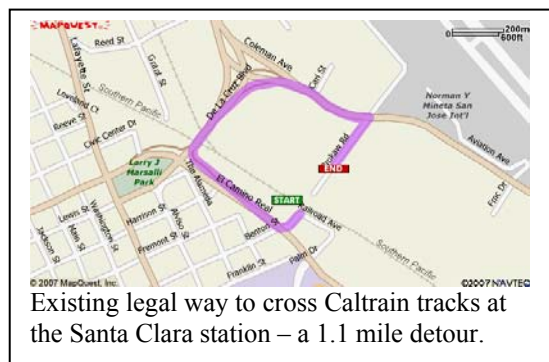 MAPQUEST
200m
600ft
Reed St
Lafayette St
Gidof St
Coleman Ave
De La Cruz Blvd
Norman Y
Mineta San
Jose Int'l
Southern Pacific
Civic Center Dr
Reeve St
Larry J
Marsalli
Park
The Alameda
El Camino Real
START
END
Railroad Ave
Aviation Ave
Lewis St
Main St
Washington St
Harrison St
Alviso St
Fremont St
Benton St
Jackson St
Franklin St
Palm Dr
Southern Pacific
© 2007 MapQuest, Inc.
©2007 NAVTEQ
Existing legal way to cross Caltrain tracks at
the Santa Clara station – a 1.1 mile detour.